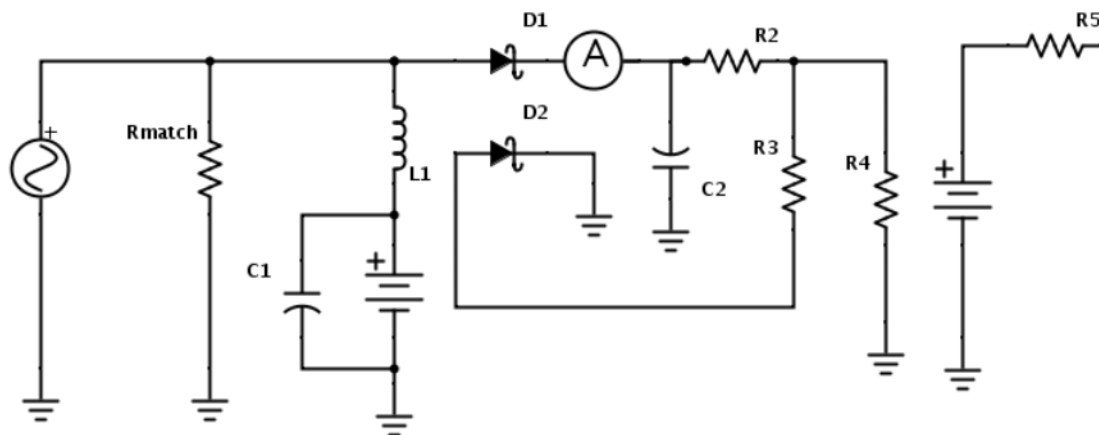 D1
R5
R2
A
+
Rmatch
D2
R3
R4
+
L1
C2
C1
+